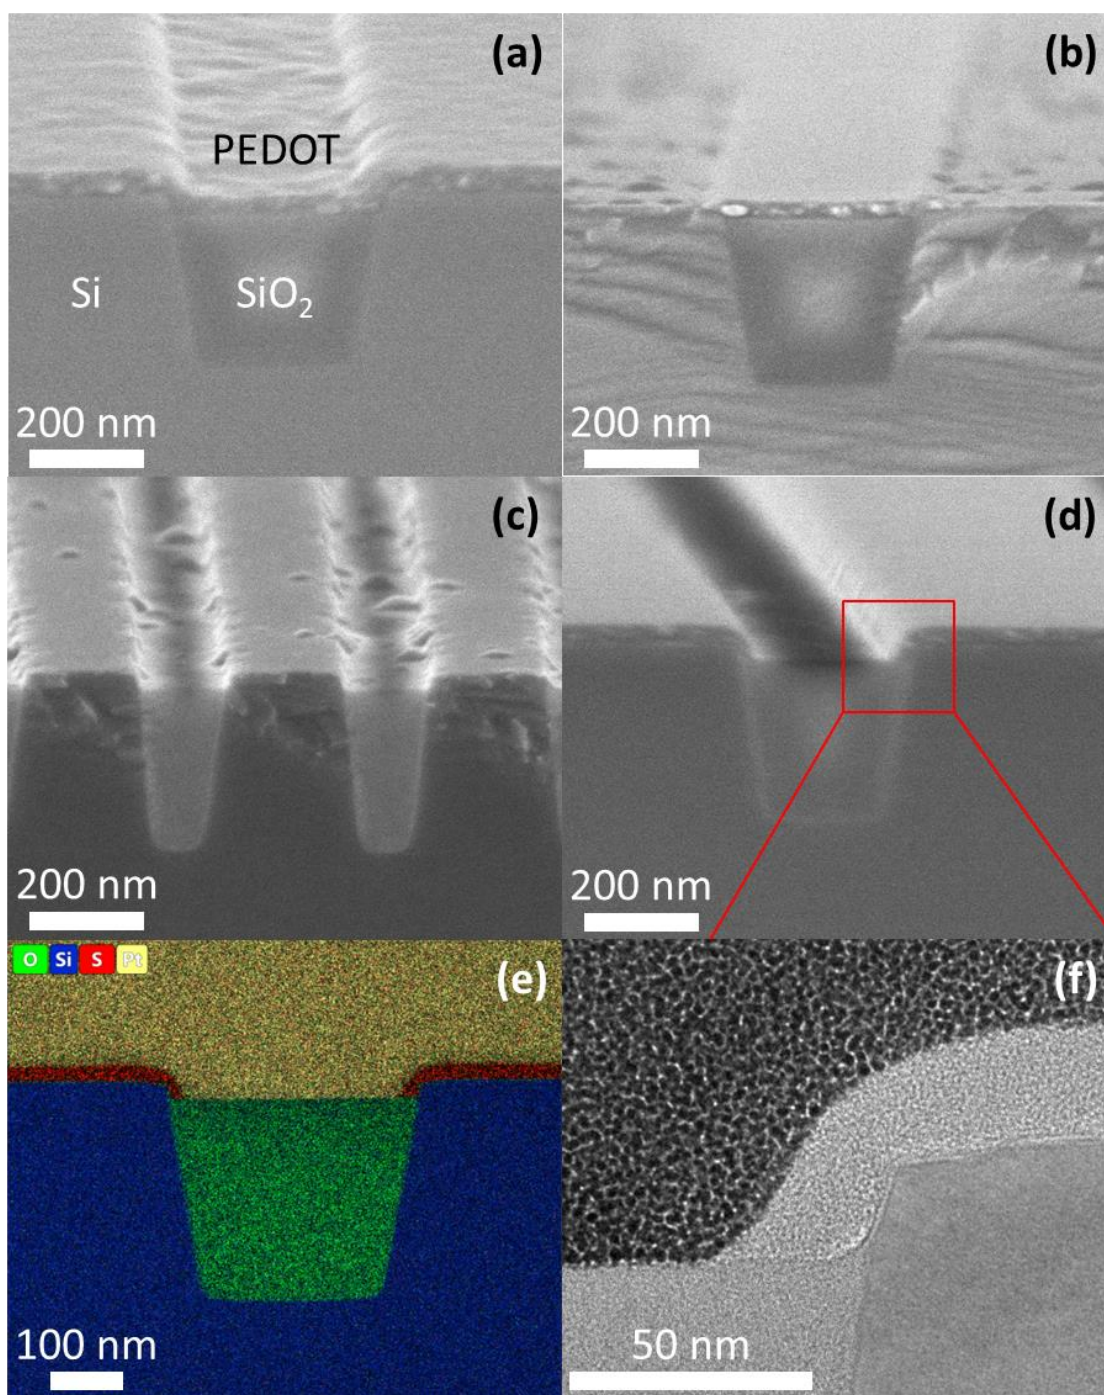 (a)
PEDOT
Si
SiO₂
200 nm
(b)
200 nm
(c)
200 nm
(d)
200 nm
O Si S Pt
(e)
100 nm
(f)
50 nm